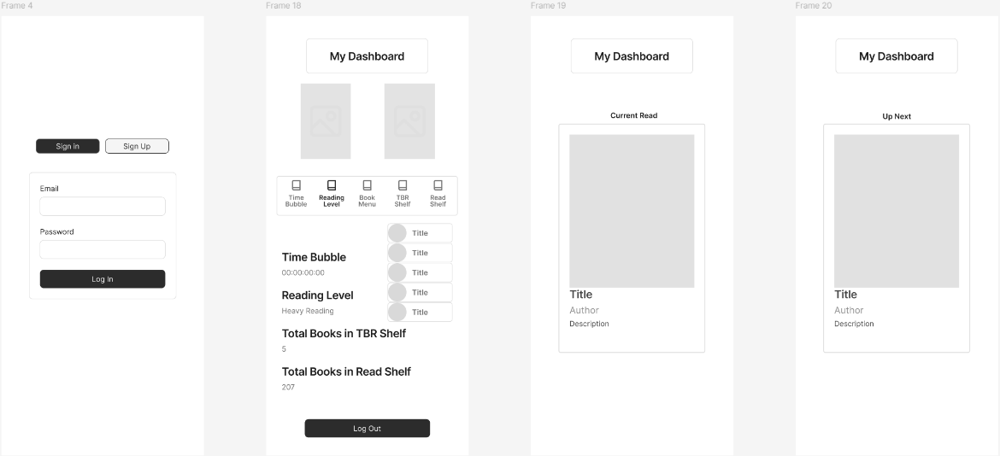 Frame 4
Sign in
Sign Up
Email
Password
Log In
Frame 18
My Dashboard
Time Bubble
Reading Level
Book Menu
TBR Shelf
Read Shelf
Title
Title
Title
Title
Title
Time Bubble
00:00:00:00
Reading Level
Heavy Reading
Total Books in TBR Shelf
5
Total Books in Read Shelf
207
Log Out
Frame 19
My Dashboard
Current Read
Title
Author
Description
Frame 20
My Dashboard
Up Next
Title
Author
Description